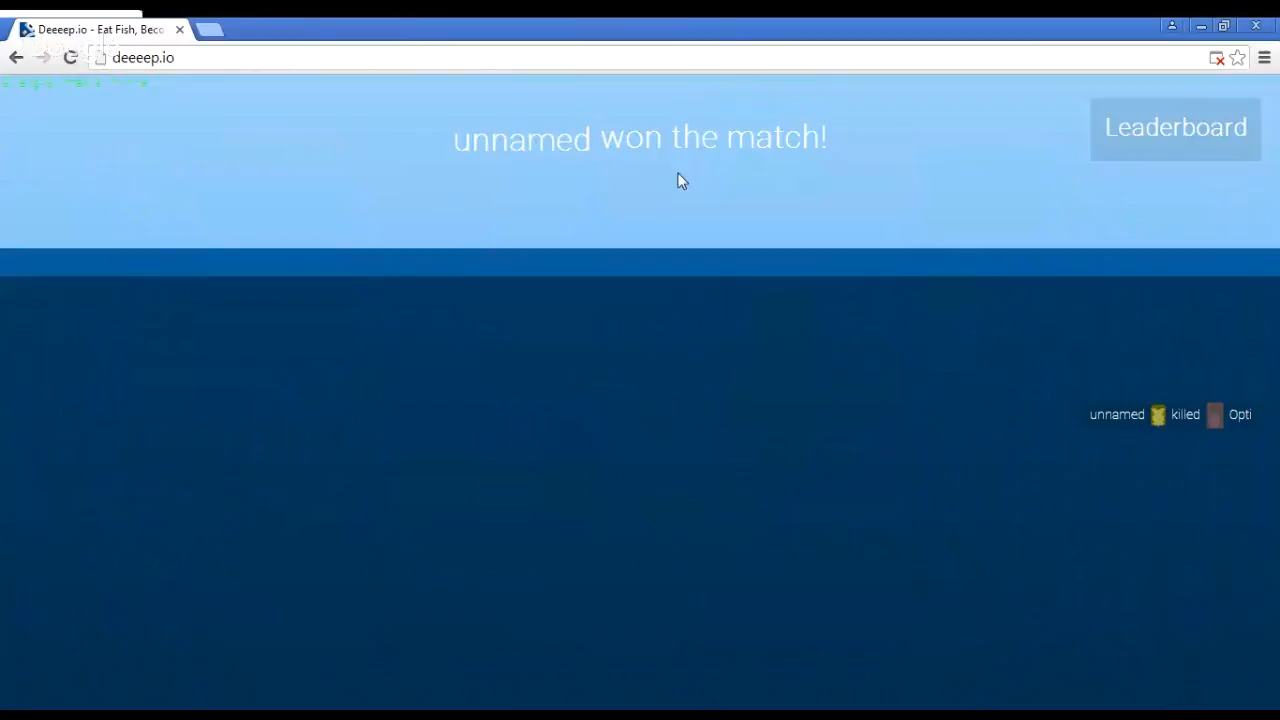 Deeeep.io - Eat Fish, Beco
deeeep.io
unnamed won the match!
Leaderboard
unnamed killed Opti